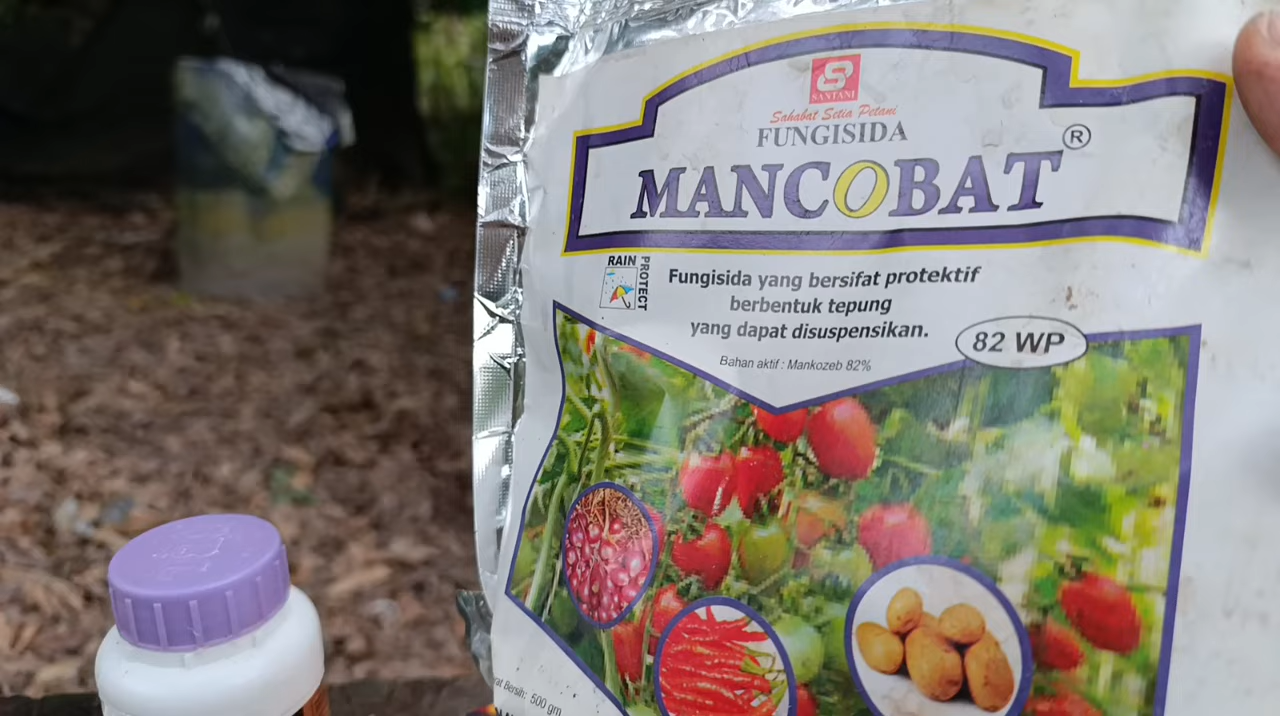 SANTANI
Sahabat Setia Petani
FUNGISIDA
MANCOBAT®
RAIN
PROTECT
Fungisida yang bersifat protektif
berbentuk tepung
yang dapat disuspensikan.
82 WP
Bahan aktif : Mankozeb 82%
Bersih: 500 gm